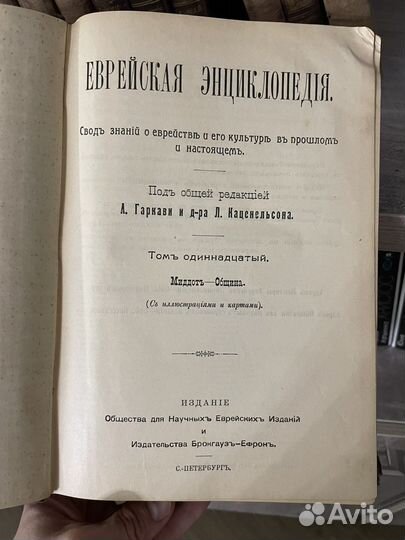 ЕВРЕЙСКАЯ ЭНЦИКЛОПЕДІЯ.
Сводъ знаній о еврействѣ и его культурѣ въ прошломъ
и настоящемъ.
Подъ общей редакціей
А. Гаркави и д-ра Л. Каценельсона.
Томъ одиннадцатый.
Миддотъ—Община.
(Съ иллюстраціями и картами).
ИЗДАНІЕ
Общества для Научныхъ Еврейскихъ Изданій
и
Издательства Брокгаузъ-Ефронъ.
С.-ПЕТЕРБУРГЪ.
Avito